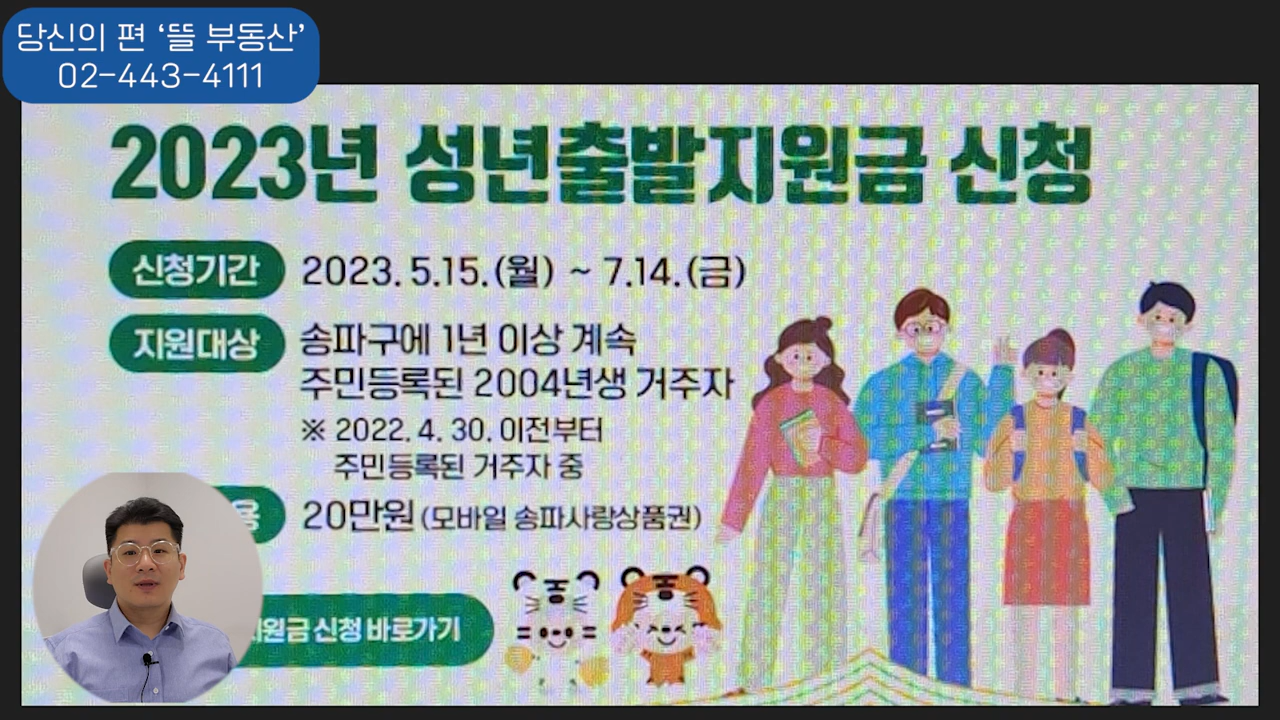 당신의 편 ‘뜰 부동산’
02-443-4111
2023년 성년출발지원금 신청
신청기간 2023. 5.15.(월) ~ 7.14.(금)
지원대상 송파구에 1년 이상 계속
주민등록된 2004년생 거주자
※ 2022. 4. 30. 이전부터
주민등록된 거주자 중
20만원 (모바일 송파사랑상품권)
신청 바로가기